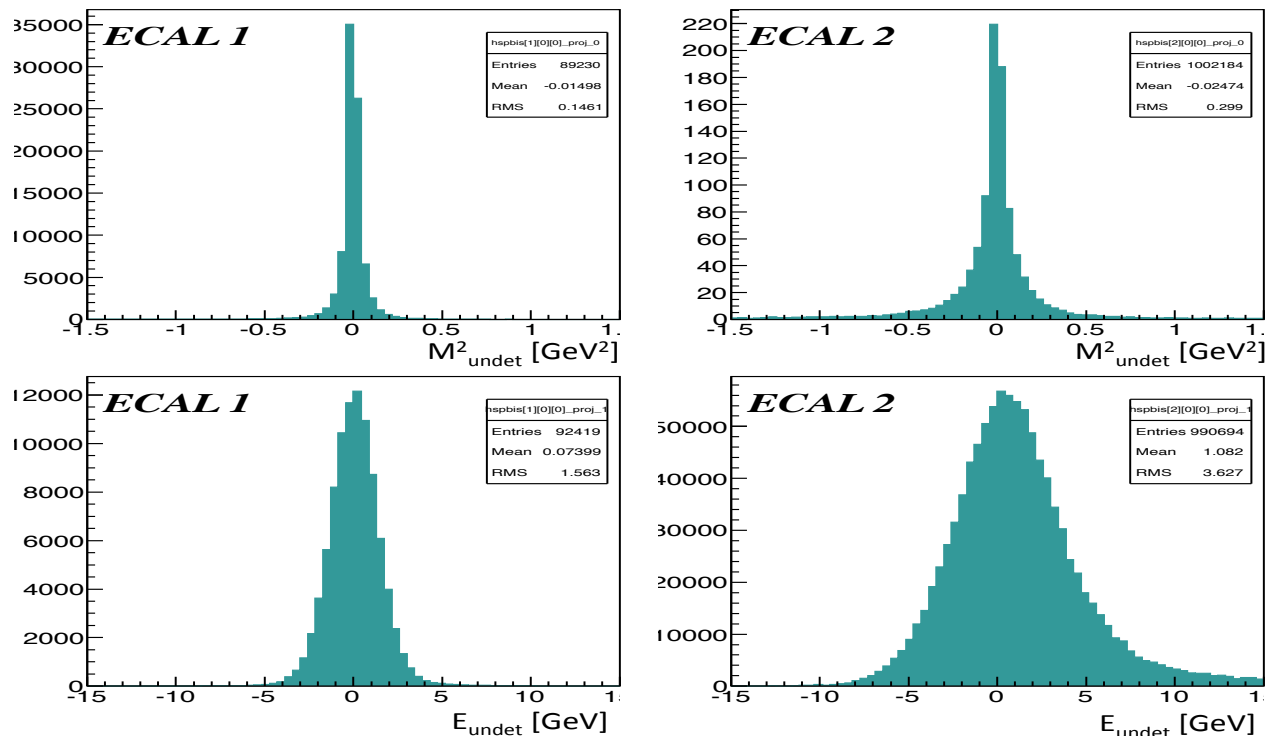 ECAL 1
hspbis[1][0][0]_proj_0
Entries 89230
Mean -0.01498
RMS 0.1461
35000
30000
25000
20000
15000
10000
5000
0
-1.5 -1 -0.5 0 0.5 1 1.
M²undet [GeV²]
ECAL 2
hspbis[2][0][0]_proj_0
Entries 1002184
Mean -0.02474
RMS 0.299
220
200
180
160
140
120
100
80
60
40
20
0
-1.5 -1 -0.5 0 0.5 1 1.
M²undet [GeV²]
ECAL 1
hspbis[1][0][0]_proj_1
Entries 92419
Mean 0.07399
RMS 1.563
12000
10000
8000
6000
4000
2000
0
-15 -10 -5 0 5 10 15
Eundet [GeV]
ECAL 2
hspbis[2][0][0]_proj_1
Entries 990694
Mean 1.082
RMS 3.627
50000
40000
30000
20000
10000
0
-15 -10 -5 0 5 10 15
Eundet [GeV]